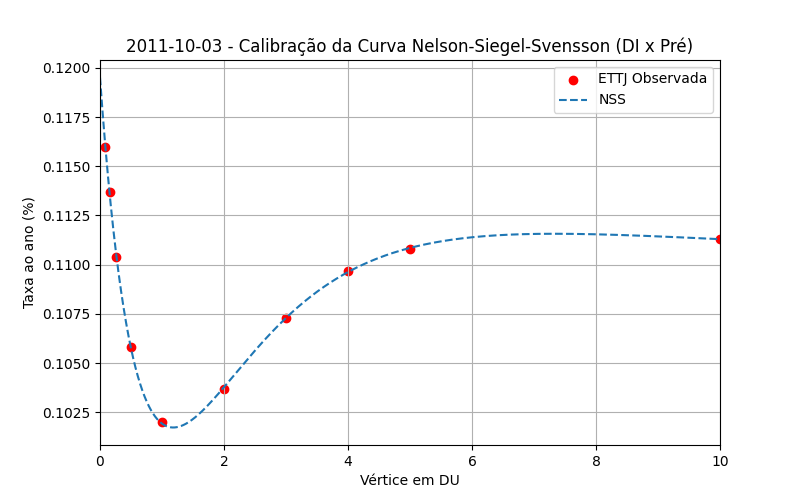 2011-10-03 - Calibração da Curva Nelson-Siegel-Svensson (DI x Pré)
ETTJ Observada
NSS
Taxa ao ano (%)
0.1200
0.1175
0.1150
0.1125
0.1100
0.1075
0.1050
0.1025
0 2 4 6 8 10
Vértice em DU